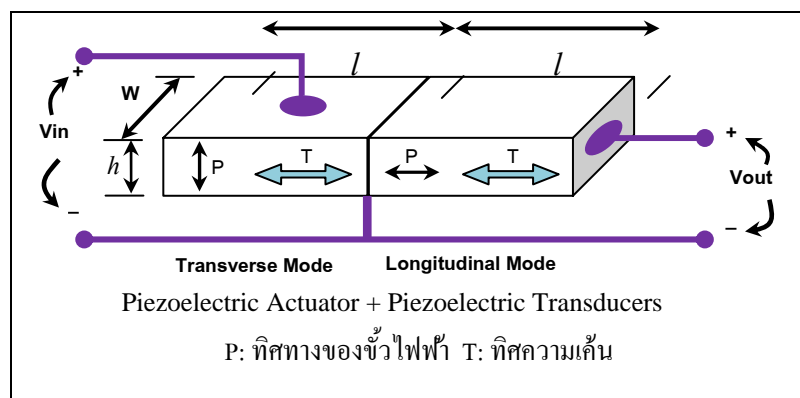 l l
+
W
Vin
h
P T P T
+
Vout
–
–
Transverse Mode Longitudinal Mode
Piezoelectric Actuator + Piezoelectric Transducers
P: ทิศทางของขั้วไฟฟ้า T: ทิศความเค้น